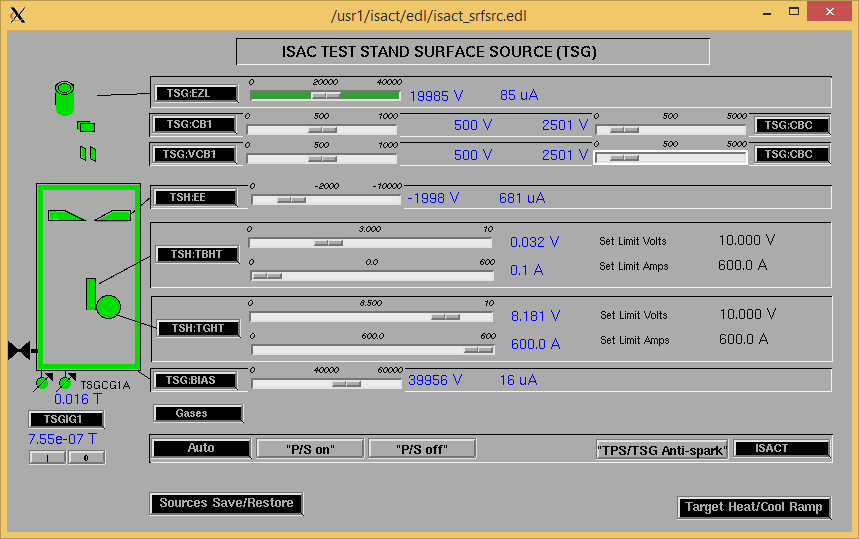 /usr1/isact/edl/isact_srfsrc.edl
ISAC TEST STAND SURFACE SOURCE (TSG)
0 20000 40000
TSG:EZL 19985 V 85 uA
0 500 1000 0 500 5000
TSG:CB1 500 V 2501 V TSG:CBC
0 500 1000 0 500 5000
TSG:VCB1 500 V 2501 V TSG:CBC
0 -2000 -10000
TSH:EE -1998 V 681 uA
0 3.000 10
0.032 V Set Limit Volts 10.000 V
TSH:TBHT
0 0.0 600
0.1 A Set Limit Amps 600.0 A
0 8.500 10
8.181 V Set Limit Volts 10.000 V
TSH:TGHT
0 600.0 600
600.0 A Set Limit Amps 600.0 A
0 40000 60000
TSG:BIAS 39956 V 16 uA
TSGCG1A
0.016 T
Gases
TSGIG1
7.55e-07 T
I 0
Auto "P/S on" "P/S off" "TPS/TSG Anti-spark" ISACT
Sources Save/Restore
Target Heat/Cool Ramp